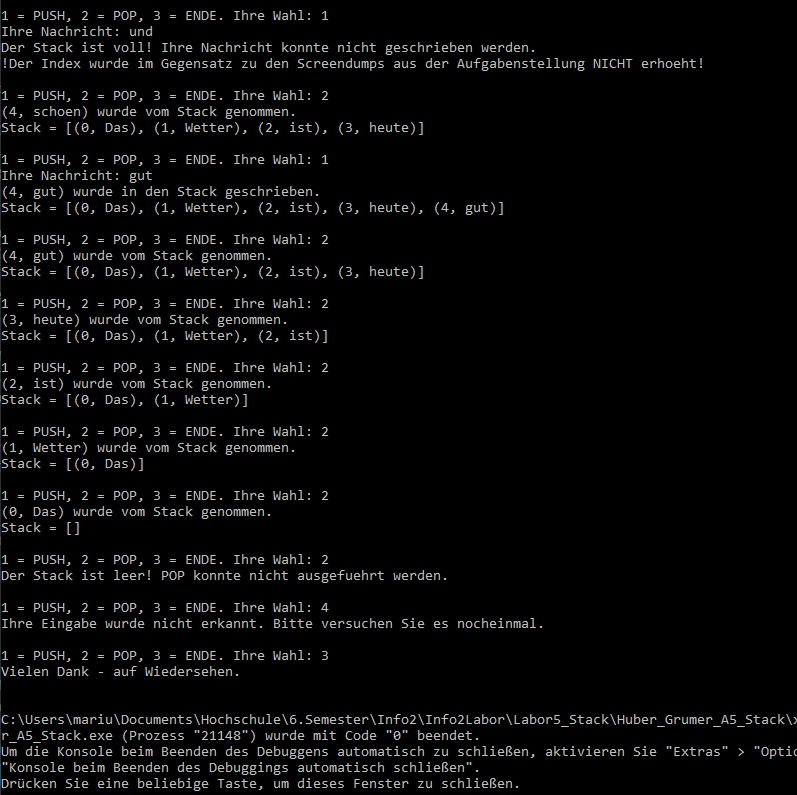 1 = PUSH, 2 = POP, 3 = ENDE. Ihre Wahl: 1
Ihre Nachricht: und
Der Stack ist voll! Ihre Nachricht konnte nicht geschrieben werden.
!Der Index wurde im Gegensatz zu den Screendumps aus der Aufgabenstellung NICHT erhoeht!
1 = PUSH, 2 = POP, 3 = ENDE. Ihre Wahl: 2
(4, schoen) wurde vom Stack genommen.
Stack = [(0, Das), (1, Wetter), (2, ist), (3, heute)]
1 = PUSH, 2 = POP, 3 = ENDE. Ihre Wahl: 1
Ihre Nachricht: gut
(4, gut) wurde in den Stack geschrieben.
Stack = [(0, Das), (1, Wetter), (2, ist), (3, heute), (4, gut)]
1 = PUSH, 2 = POP, 3 = ENDE. Ihre Wahl: 2
(4, gut) wurde vom Stack genommen.
Stack = [(0, Das), (1, Wetter), (2, ist), (3, heute)]
1 = PUSH, 2 = POP, 3 = ENDE. Ihre Wahl: 2
(3, heute) wurde vom Stack genommen.
Stack = [(0, Das), (1, Wetter), (2, ist)]
1 = PUSH, 2 = POP, 3 = ENDE. Ihre Wahl: 2
(2, ist) wurde vom Stack genommen.
Stack = [(0, Das), (1, Wetter)]
1 = PUSH, 2 = POP, 3 = ENDE. Ihre Wahl: 2
(1, Wetter) wurde vom Stack genommen.
Stack = [(0, Das)]
1 = PUSH, 2 = POP, 3 = ENDE. Ihre Wahl: 2
(0, Das) wurde vom Stack genommen.
Stack = []
1 = PUSH, 2 = POP, 3 = ENDE. Ihre Wahl: 2
Der Stack ist leer! POP konnte nicht ausgefuehrt werden.
1 = PUSH, 2 = POP, 3 = ENDE. Ihre Wahl: 4
Ihre Eingabe wurde nicht erkannt. Bitte versuchen Sie es nocheinmal.
1 = PUSH, 2 = POP, 3 = ENDE. Ihre Wahl: 3
Vielen Dank - auf Wiedersehen.
C:\Users\mariu\Documents\Hochschule\6.Semester\Info2\Info2Labor\Labor5_Stack\Huber_Grumer_A5_Stack\x
r_A5_Stack.exe (Prozess "21148") wurde mit Code "0" beendet.
Um die Konsole beim Beenden des Debuggens automatisch zu schließen, aktivieren Sie "Extras" > "Optio
"Konsole beim Beenden des Debuggings automatisch schließen".
Drücken Sie eine beliebige Taste, um dieses Fenster zu schließen.